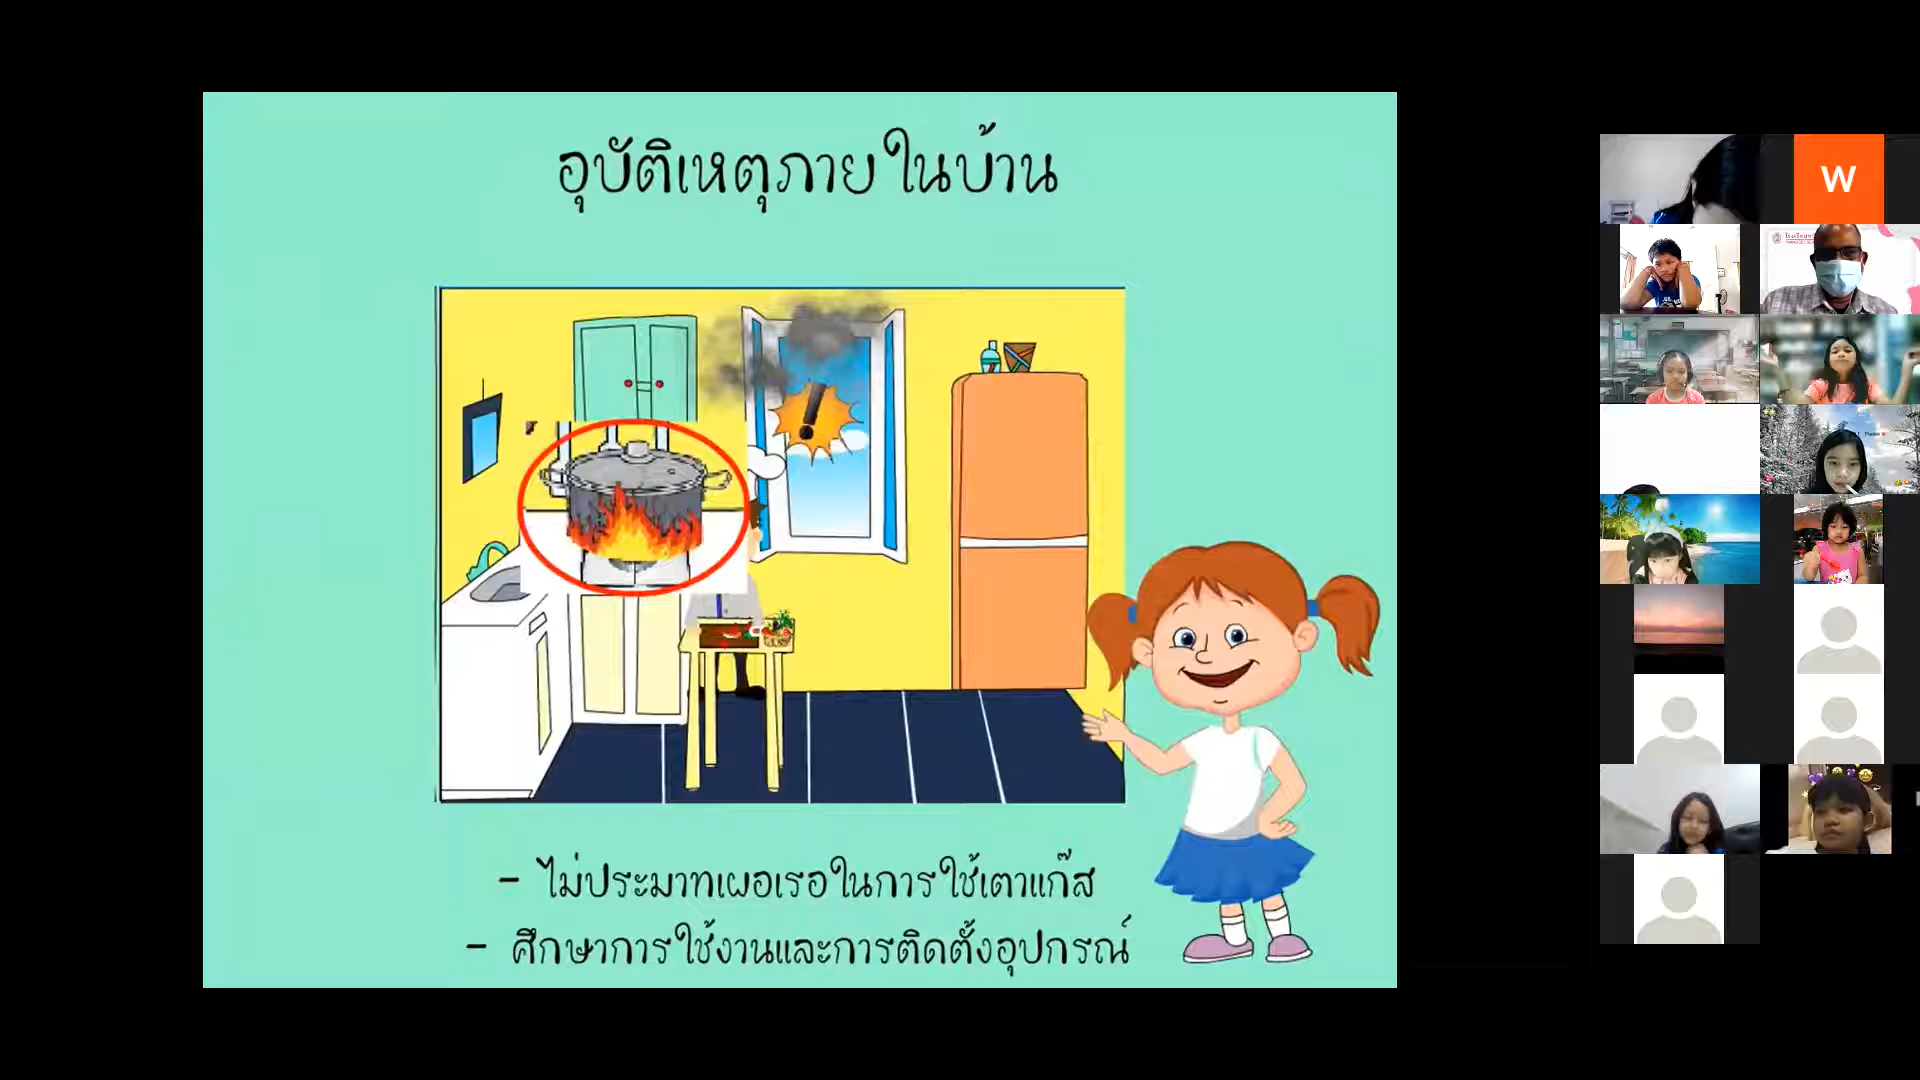 อุบัติเหตุภายในบ้าน
- ไม่ประมาทเผอเรอในการใช้เตาแก๊ส
- ศึกษาการใช้งานและการติดตั้งอุปกรณ์
W